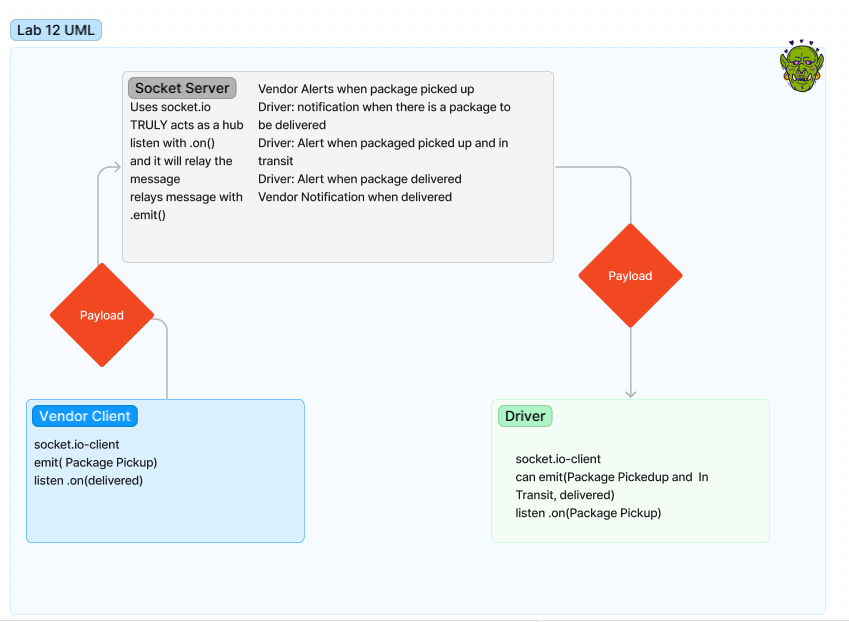 Lab 12 UML
Socket Server
Uses socket.io
TRULY acts as a hub
listen with .on()
and it will relay the
message
relays message with
.emit()
Vendor Alerts when package picked up
Driver: notification when there is a package to
be delivered
Driver: Alert when packaged picked up and in
transit
Driver: Alert when package delivered
Vendor Notification when delivered
Payload
Payload
Vendor Client
socket.io-client
emit( Package Pickup)
listen .on(delivered)
Driver
socket.io-client
can emit(Package Pickedup and  In
Transit, delivered)
listen .on(Package Pickup)